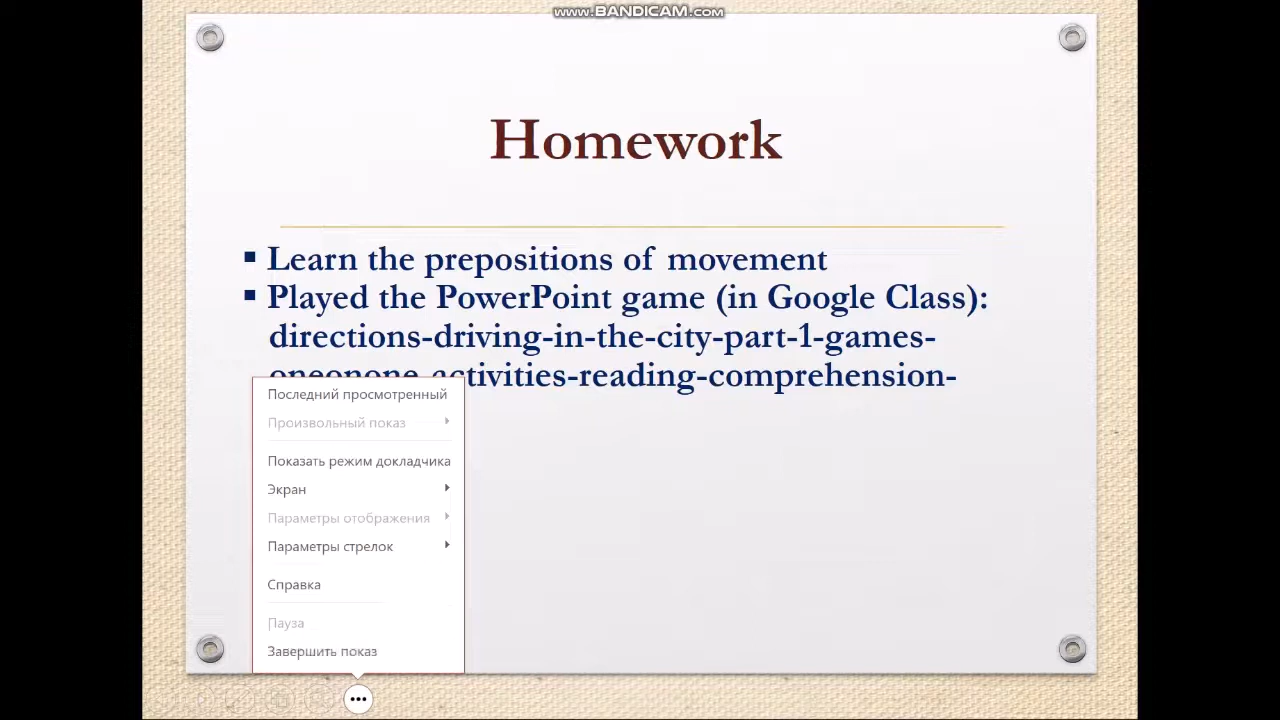 www.BANDICAM.com
Homework
▪ Learn the prepositions of movement
▪ Played the PowerPoint game (in Google Class):
directions-driving-in-the-city-part-1-games-
oneonone-activities-reading-comprehension-
Последний просмотренный
Произвольный показ
Показать режим докладчика
Экран
Параметры отображения
Параметры стрелок
Справка
Пауза
Завершить показ